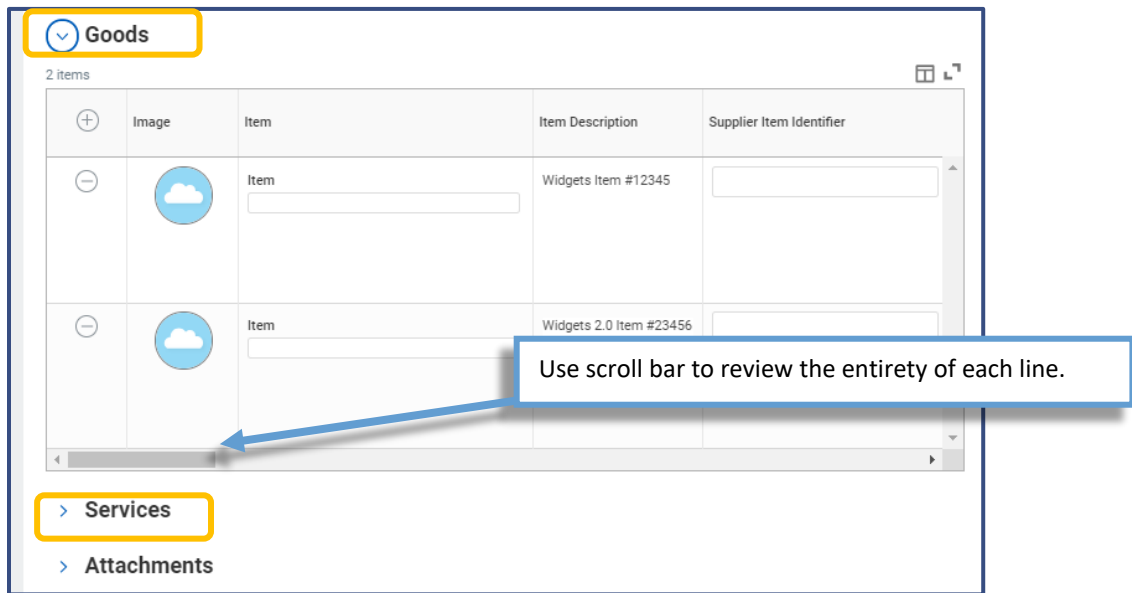 Goods
2 items
Image Item Item Description Supplier Item Identifier
Item Widgets Item #12345
Item Widgets 2.0 Item #23456
Use scroll bar to review the entirety of each line.
Services
Attachments